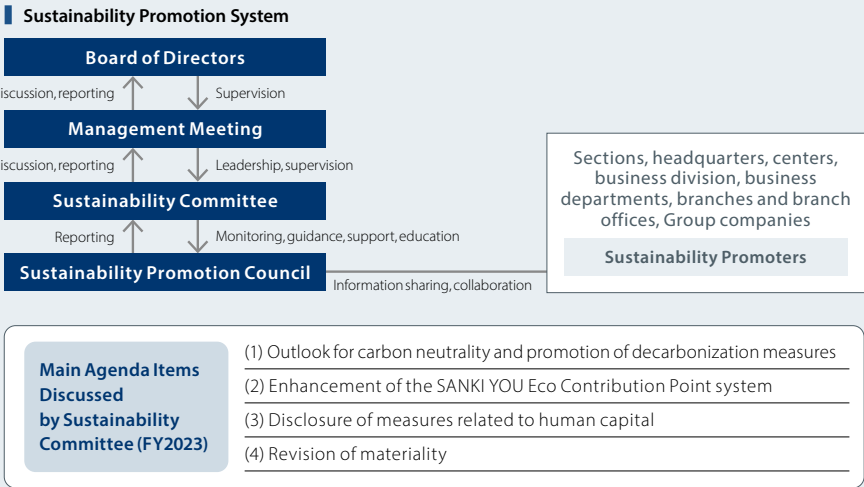 Sustainability Promotion System
Board of Directors
iscussion, reporting
Supervision
Management Meeting
iscussion, reporting
Leadership, supervision
Sustainability Committee
Reporting
Monitoring, guidance, support, education
Sustainability Promotion Council
Information sharing, collaboration
Sections, headquarters, centers,
business division, business
departments, branches and branch
offices, Group companies
Sustainability Promoters
Main Agenda Items
Discussed
by Sustainability
Committee (FY2023)
(1) Outlook for carbon neutrality and promotion of decarbonization measures
(2) Enhancement of the SANKI YOU Eco Contribution Point system
(3) Disclosure of measures related to human capital
(4) Revision of materiality